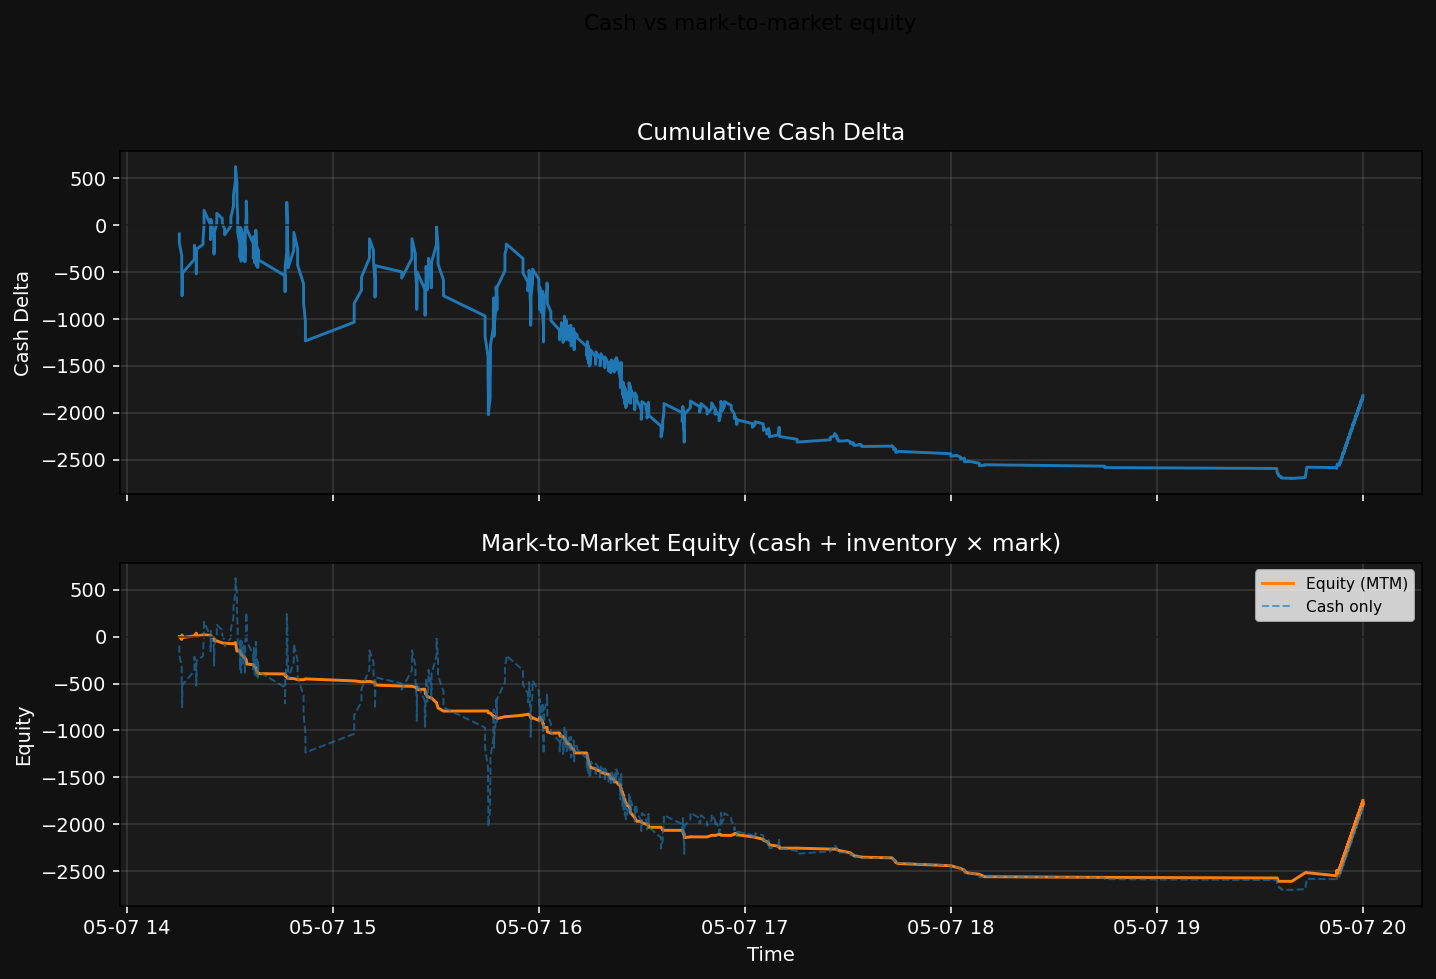 Cash vs mark-to-market equity
Cumulative Cash Delta
500
0
−500
−1000
−1500
−2000
−2500
Cash Delta
Mark-to-Market Equity (cash + inventory × mark)
Equity (MTM)
Cash only
500
0
−500
−1000
−1500
−2000
−2500
Equity
05-07 14
05-07 15
05-07 16
05-07 17
05-07 18
05-07 19
05-07 20
Time